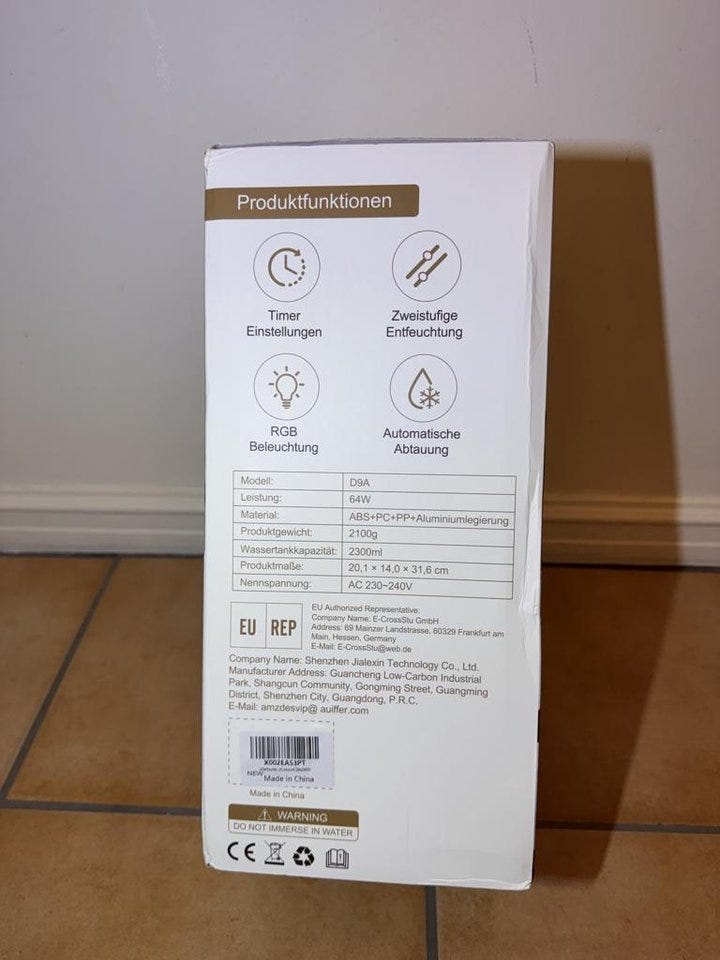 Produktfunktionen
Timer
Einstellungen
Zweistufige
Entfeuchtung
RGB
Beleuchtung
Automatische
Abtauung
Modell: D9A
Leistung: 64W
Material: ABS+PC+PP+Aluminiumlegierung
Produktgewicht: 2100g
Wassertankkapazität: 2300ml
Produktmaße: 20,1 × 14,0 × 31,6 cm
Nennspannung: AC 230~240V
EU REP
EU Authorized Representative:
Company Name: E-CrossStu GmbH
Address: 69 Mainzer Landstrasse, 60329 Frankfurt am
Main, Hessen, Germany
E-Mail: E-CrossStu@web.de
Company Name: Shenzhen Jialexin Technology Co., Ltd.
Manufacturer Address: Guancheng Low-Carbon Industrial
Park, Shangcun Community, Gongming Street, Guangming
District, Shenzhen City, Guangdong, P.R.C.
E-Mail: amzdesvip@ auiffer.com
X002EAS3PT
NEW
Made in China
Made in China
WARNING
DO NOT IMMERSE IN WATER
CE